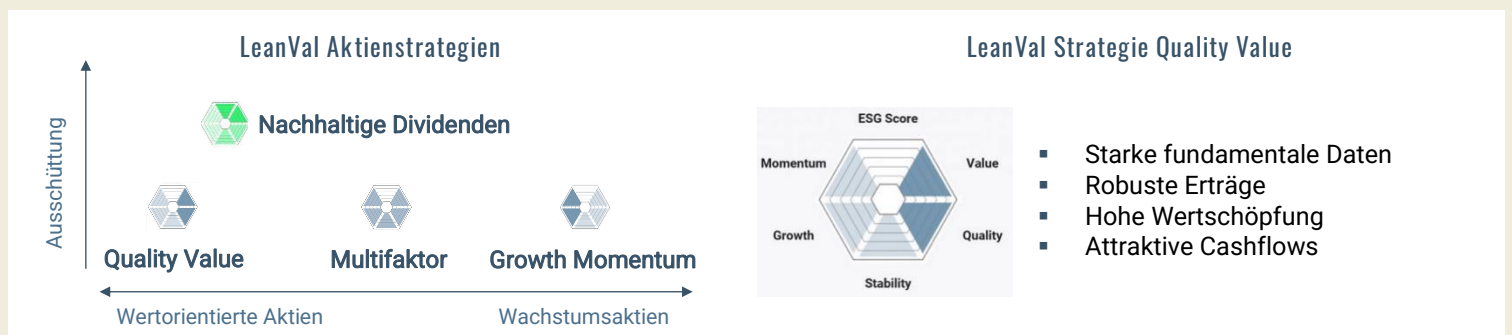 LeanVal Aktienstrategien
Ausschüttung
Nachhaltige Dividenden
Quality Value
Multifaktor
Growth Momentum
Wertorientierte Aktien
Wachstumsaktien
LeanVal Strategie Quality Value
ESG Score
Momentum
Value
Growth
Quality
Stability
▪ Starke fundamentale Daten
▪ Robuste Erträge
▪ Hohe Wertschöpfung
▪ Attraktive Cashflows